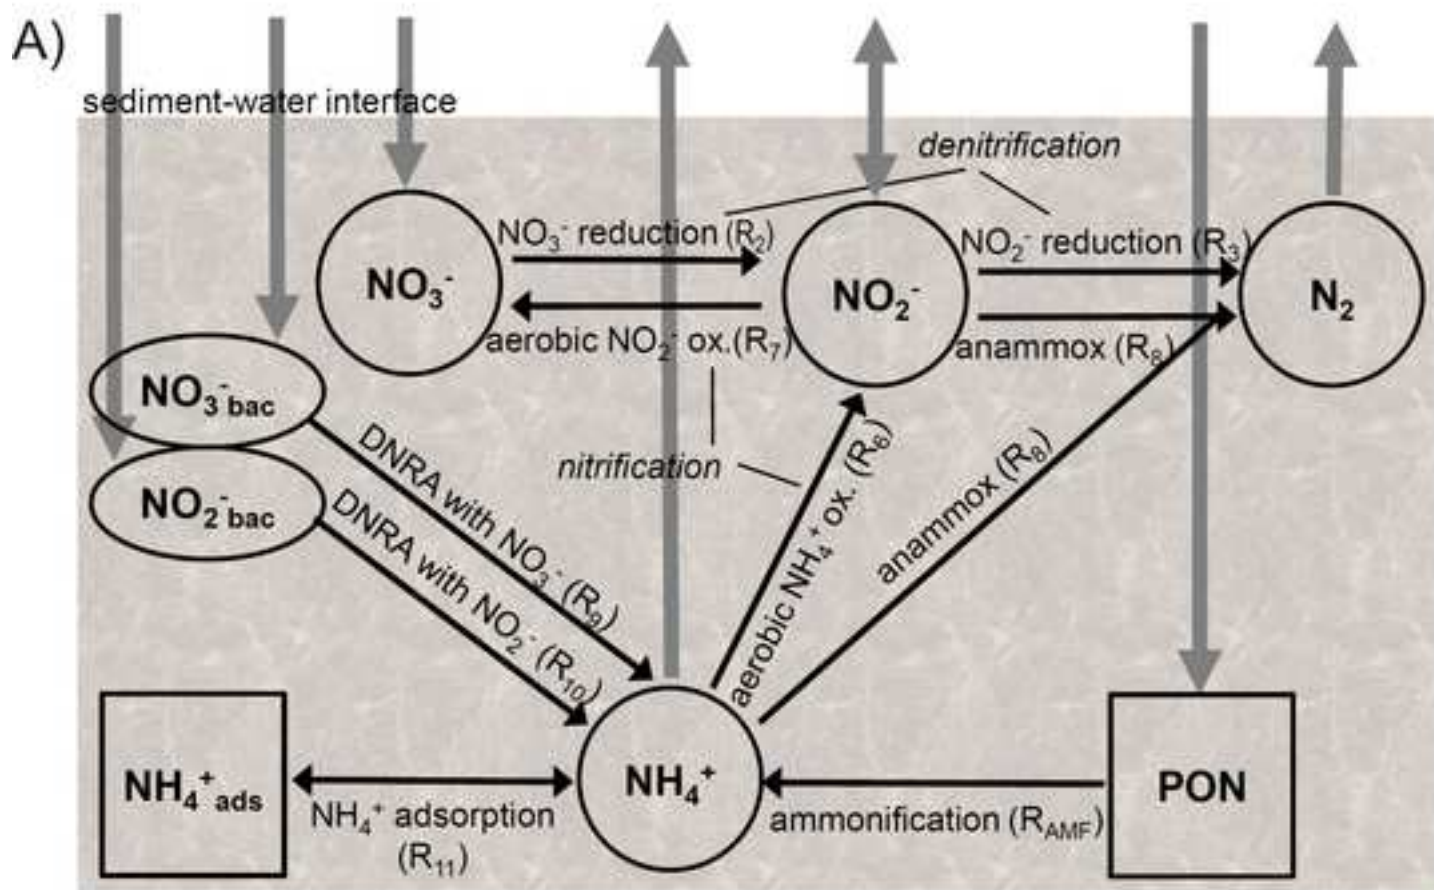 A)
sediment-water interface
denitrification
NO₃⁻ reduction (R₂)
NO₂⁻ reduction (R₃)
NO₃⁻
NO₂⁻
N₂
aerobic NO₂⁻ ox.(R₇)
anammox (R₈)
NO₃⁻bac
nitrification
NO₂⁻bac
DNRA with NO₃⁻ (R₉)
DNRA with NO₂⁻ (R₁₀)
aerobic NH₄⁺ ox. (R₆)
anammox (R₈)
NH₄⁺ads
NH₄⁺ adsorption
(R₁₁)
NH₄⁺
ammonification (R_AMF)
PON